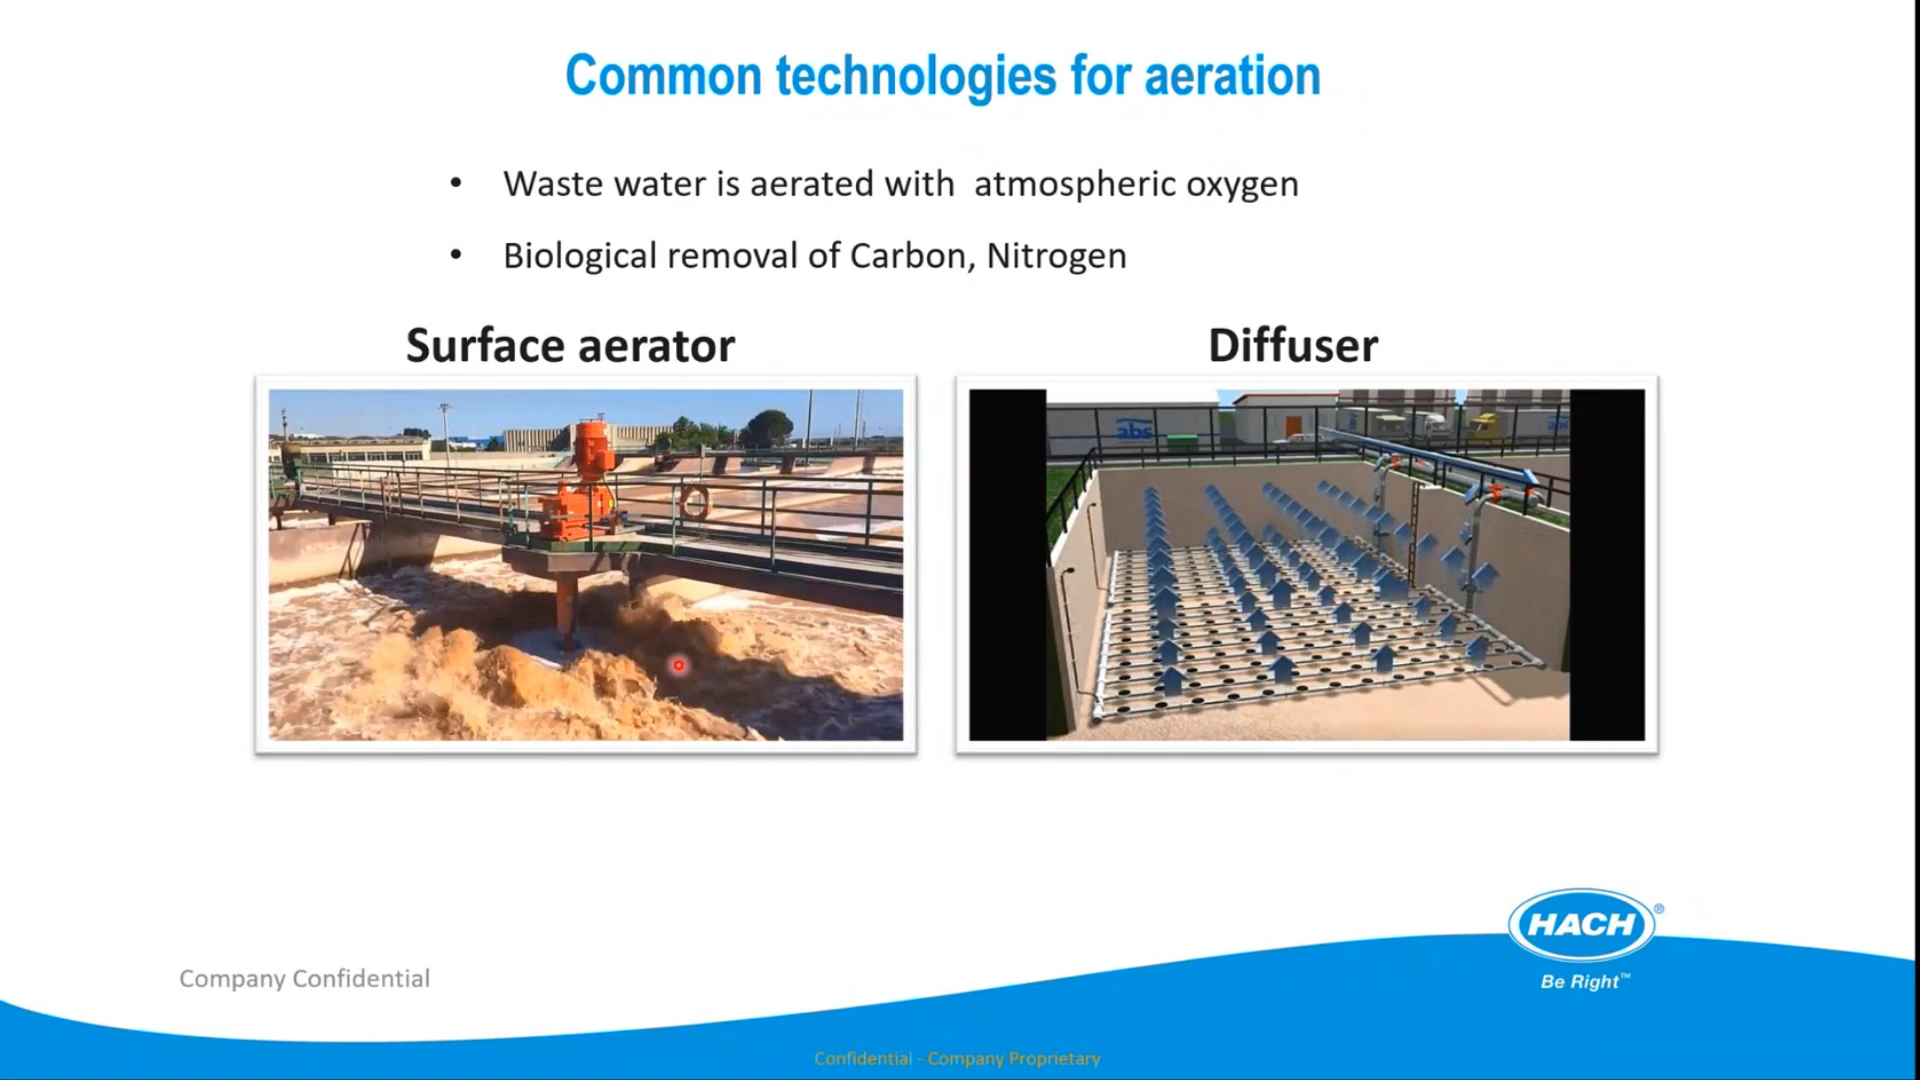 Common technologies for aeration
• Waste water is aerated with atmospheric oxygen
• Biological removal of Carbon, Nitrogen
Surface aerator
Diffuser
abs
abs
HACH®
Be Right™
Company Confidential
Confidential - Company Proprietary